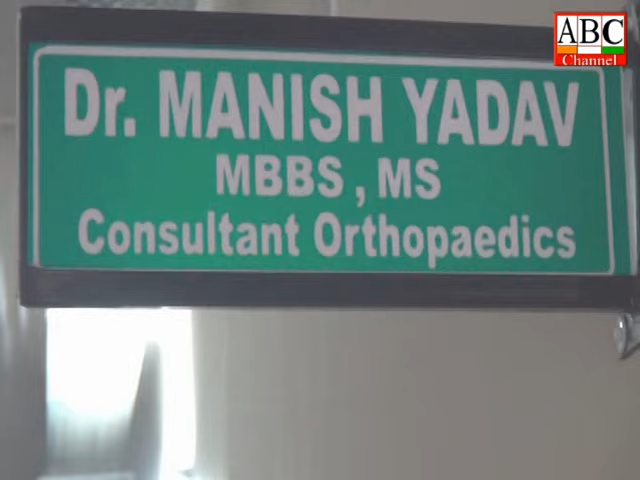 ABC
Channel
Dr. MANISH YADAV
MBBS , MS
Consultant Orthopaedics